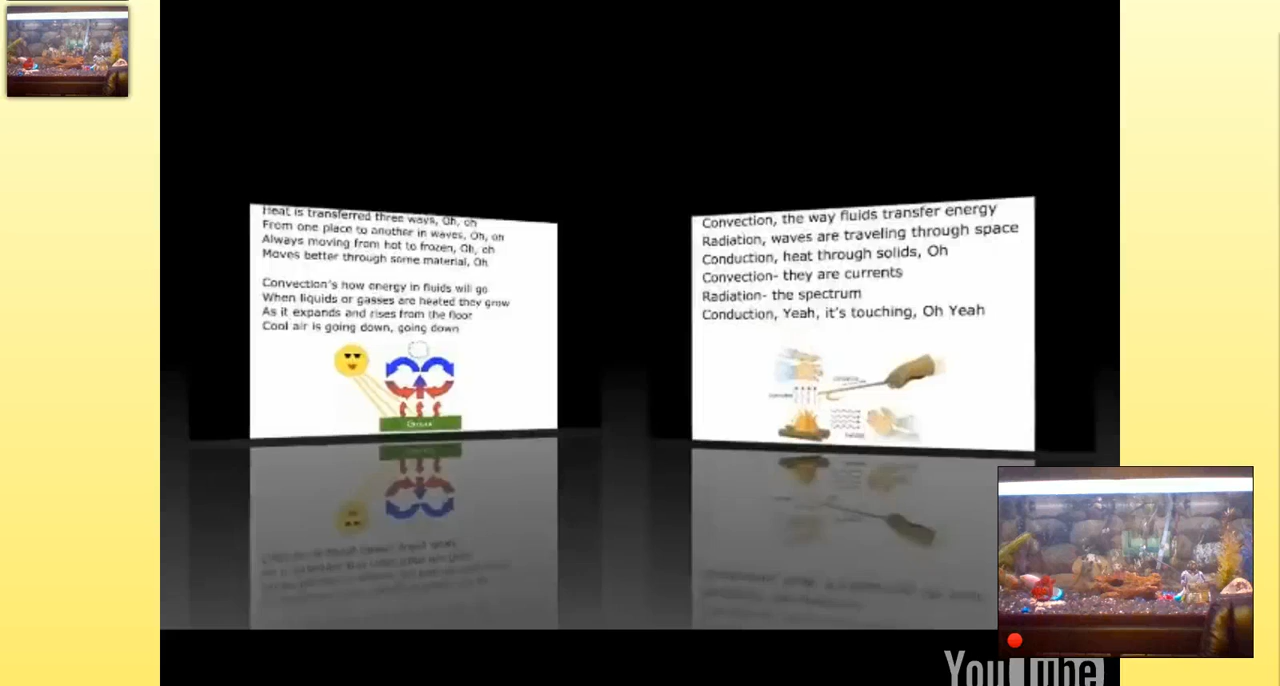 Heat is transferred three ways, Oh, oh
From one place to another in waves, Oh, oh
Always moving from hot to frozen, Oh, oh
Moves better through some material, Oh
Convection's how energy in fluids will go
When liquids or gasses are heated they grow
As it expands and rises from the floor
Cool air is going down, going down
Convection, the way fluids transfer energy
Radiation, waves are traveling through space
Conduction, heat through solids, Oh
Convection- they are currents
Radiation- the spectrum
Conduction, Yeah, it's touching, Oh Yeah
YouTube